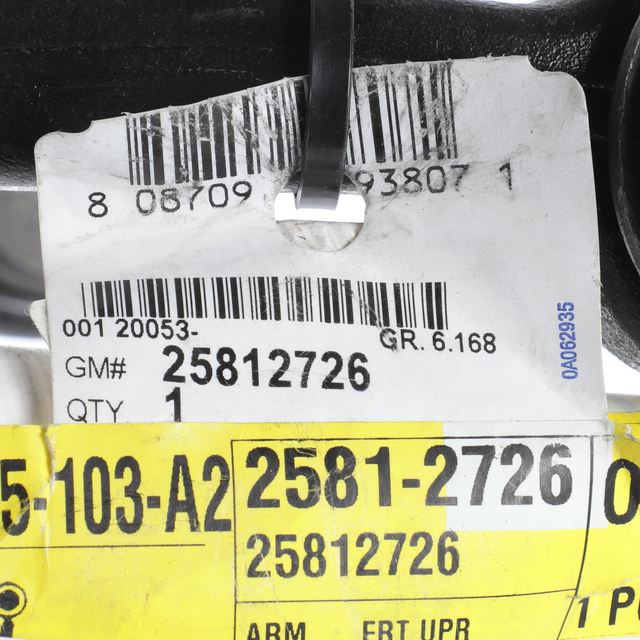 8 08709 93807 1
001 20053- GR. 6.168
GM# 25812726
QTY 1
0A062935
5-103-A2 2581-2726
25812726
ARM FRT UPR